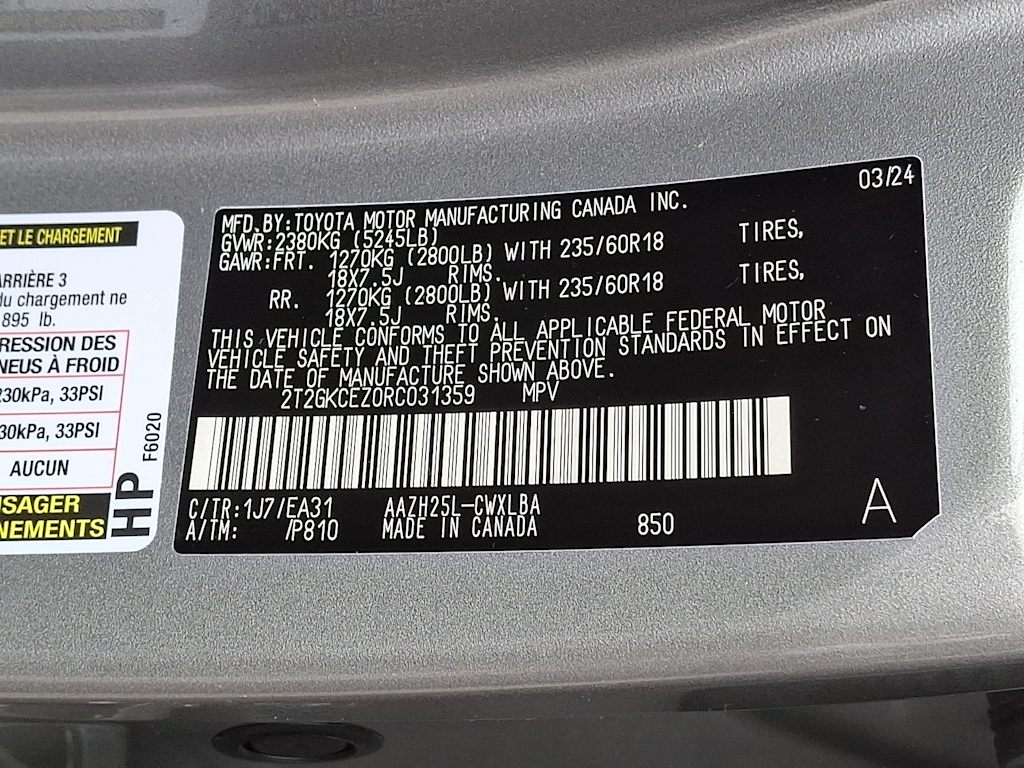 ET LE CHARGEMENT
ARRIÈRE 3
du chargement ne
895 lb.
RESSION DES
NEUS À FROID
230kPa, 33PSI
30kPa, 33PSI
AUCUN
USAGER
NEMENTS
HP
F6020
03/24
MFD.BY:TOYOTA MOTOR MANUFACTURING CANADA INC.
GVWR:2380KG (5245LB)
GAWR:FRT. 1270KG (2800LB) WITH 235/60R18 TIRES,
18X7.5J RIMS.
RR. 1270KG (2800LB) WITH 235/60R18 TIRES,
18X7.5J RIMS.
THIS VEHICLE CONFORMS TO ALL APPLICABLE FEDERAL MOTOR
VEHICLE SAFETY AND THEFT PREVENTION STANDARDS IN EFFECT ON
THE DATE OF MANUFACTURE SHOWN ABOVE.
2T2GKCEZ0RC031359 MPV
C/TR:1J7/EA31 AAZH25L-CWXLBA
A/TM: /P810 MADE IN CANADA 850
A